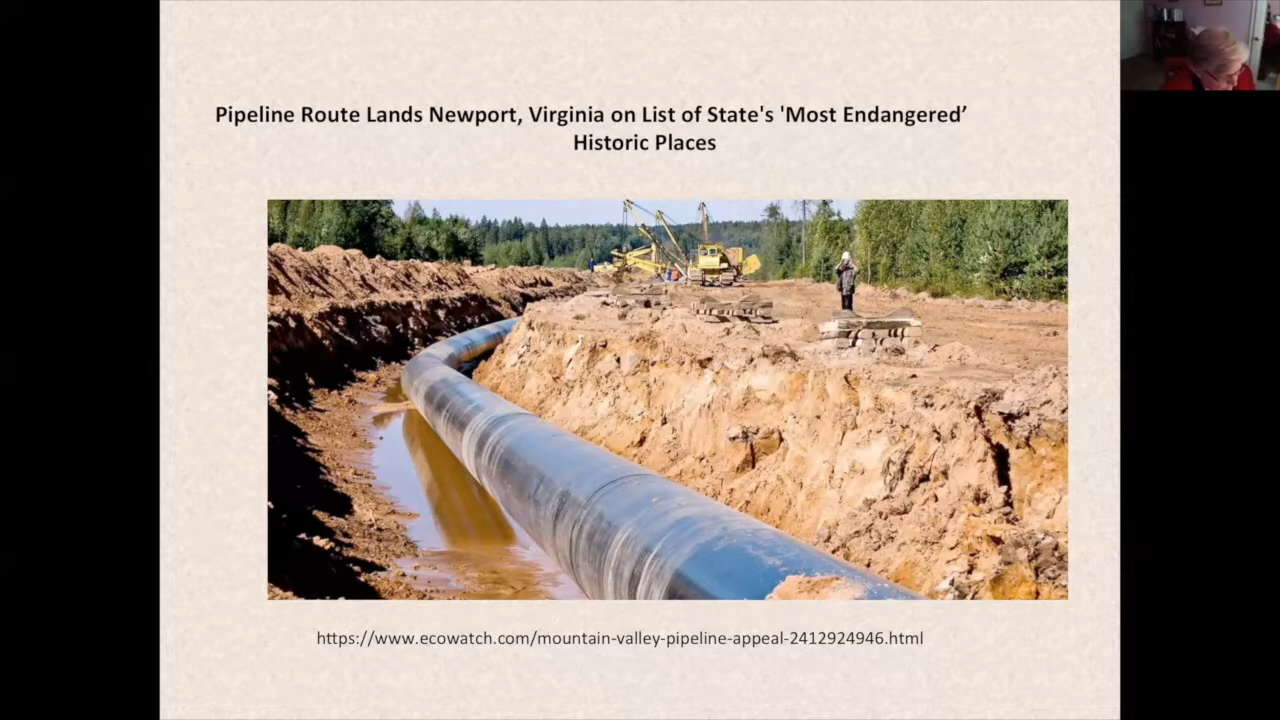 Pipeline Route Lands Newport, Virginia on List of State's 'Most Endangered’
Historic Places
https://www.ecowatch.com/mountain-valley-pipeline-appeal-2412924946.html